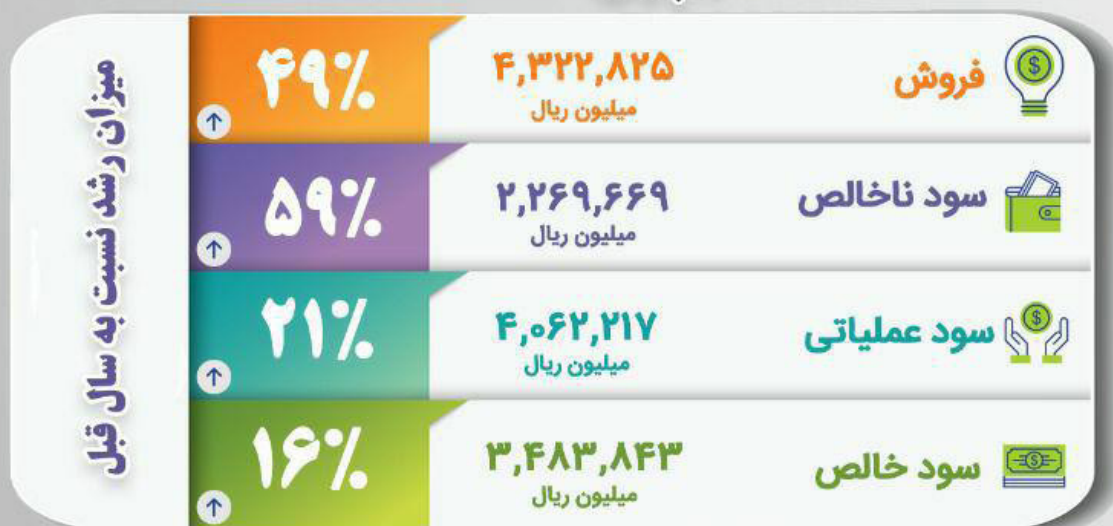 فروش
۴,۳۲۲,۸۲۵
میلیون ریال
۴۹%
سود ناخالص
۲,۲۶۹,۶۶۹
میلیون ریال
۵۹%
سود عملیاتی
۴,۰۶۲,۲۱۷
میلیون ریال
۲۱%
سود خالص
۳,۴۸۳,۸۴۳
میلیون ریال
۱۶%
میزان رشد نسبت به سال قبل